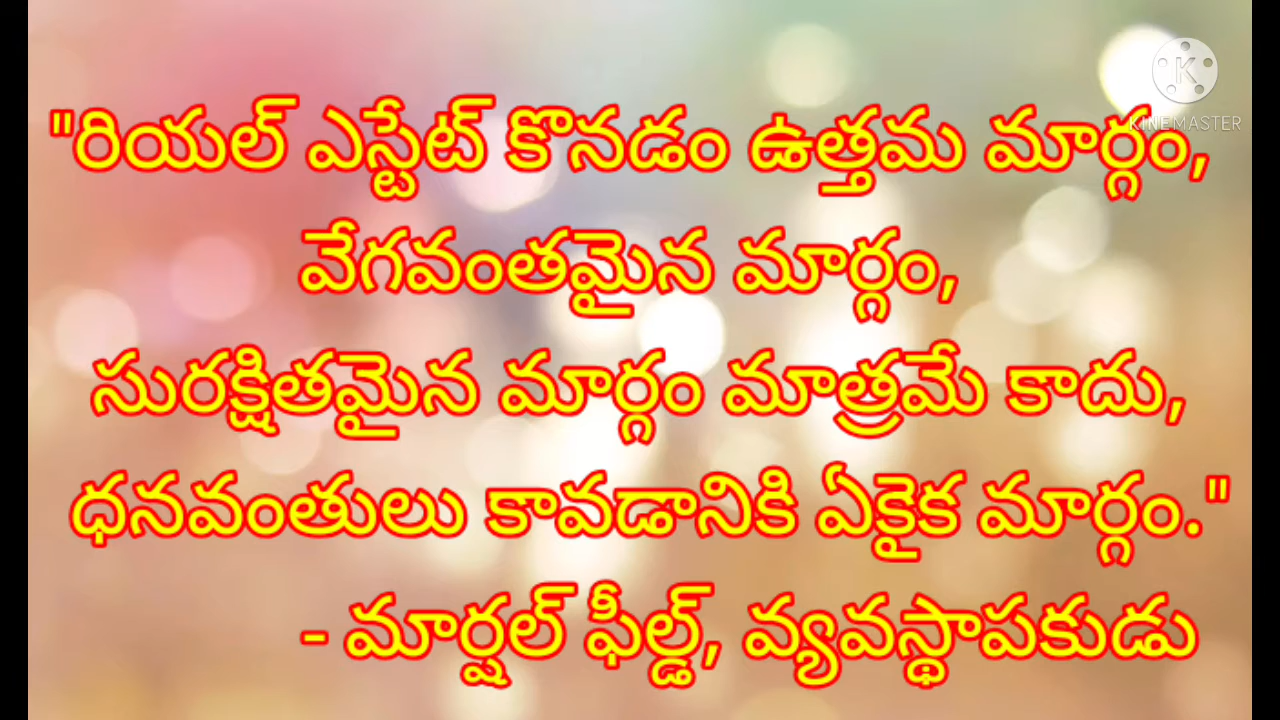 KINEMASTER
"రియల్ ఎస్టేట్ కొనడం ఉత్తమ మార్గం,
వేగవంతమైన మార్గం,
సురక్షితమైన మార్గం మాత్రమే కాదు,
ధనవంతులు కావడానికి ఏకైక మార్గం."
- మార్షల్ ఫీల్డ్, వ్యవస్థాపకుడు